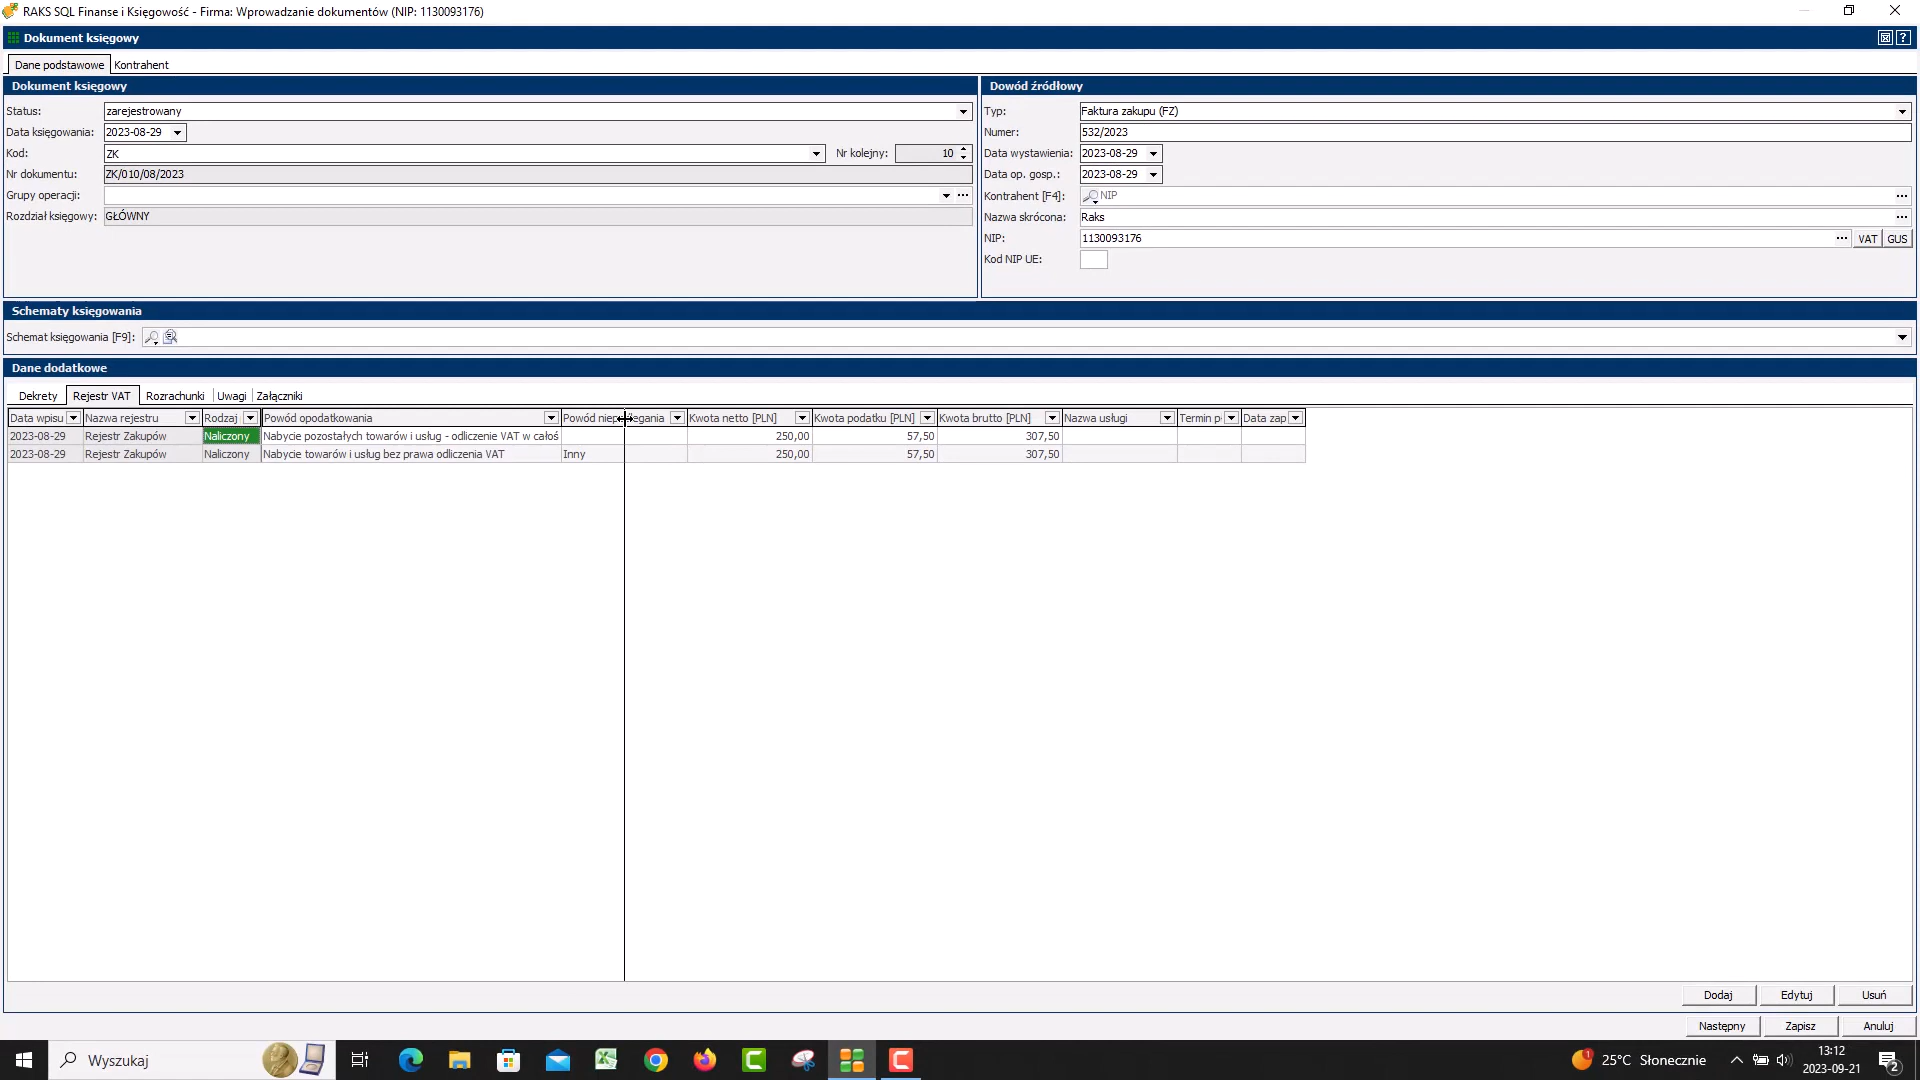 RAKS SQL Finanse i Księgowość - Firma: Wprowadzanie dokumentów (NIP: 1130093176)
Dokument księgowy
Dane podstawowe Kontrahent
Dokument księgowy
Status: zarejestrowany
Data księgowania: 2023-08-29
Kod: ZK Nr kolejny: 10
Nr dokumentu: ZK/010/08/2023
Grupy operacji:
Rozdział księgowy: GŁÓWNY
Dowód źródłowy
Typ: Faktura zakupu (FZ)
Numer: 532/2023
Data wystawienia: 2023-08-29
Data op. gosp.: 2023-08-29
Kontrahent [F4]: NIP
Nazwa skrócona: Raks
NIP: 1130093176 VAT GUS
Kod NIP UE:
Schematy księgowania
Schemat księgowania [F9]:
Dane dodatkowe
Dekrety Rejestr VAT Rozrachunki Uwagi Załączniki
Data wpisu Nazwa rejestru Rodzaj Powód opodatkowania Powód niep legania Kwota netto [PLN] Kwota podatku [PLN] Kwota brutto [PLN] Nazwa usługi Termin p Data zap
2023-08-29 Rejestr Zakupów Naliczony Nabycie pozostałych towarów i usług - odliczenie VAT w całoś 250,00 57,50 307,50
2023-08-29 Rejestr Zakupów Naliczony Nabycie towarów i usług bez prawa odliczenia VAT Inny 250,00 57,50 307,50
Dodaj Edytuj Usuń
Następny Zapisz Anuluj
Wyszukaj
25°C Słonecznie
13:12
2023-09-21
2